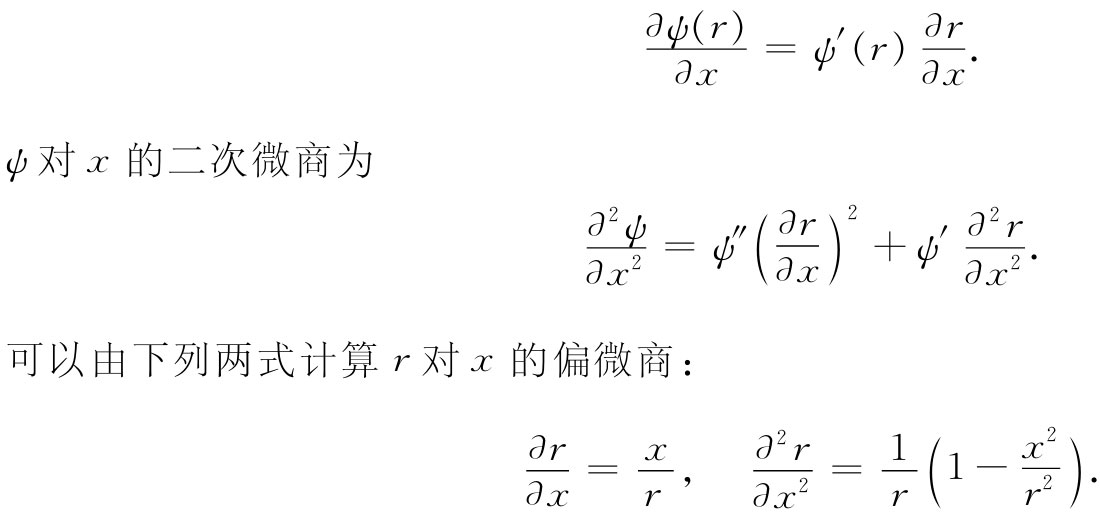 $$\frac{\partial \psi(r)}{\partial x} = \psi'(r) \frac{\partial r}{\partial x}.$$
ψ 对 x 的二次微商为
$$\frac{\partial^2 \psi}{\partial x^2} = \psi'' \left( \frac{\partial r}{\partial x} \right)^2 + \psi' \frac{\partial^2 r}{\partial x^2}.$$
可以由下列两式计算 r 对 x 的偏微商:
$$\frac{\partial r}{\partial x} = \frac{x}{r}, \quad \frac{\partial^2 r}{\partial x^2} = \frac{1}{r} \left( 1 - \frac{x^2}{r^2} \right).$$